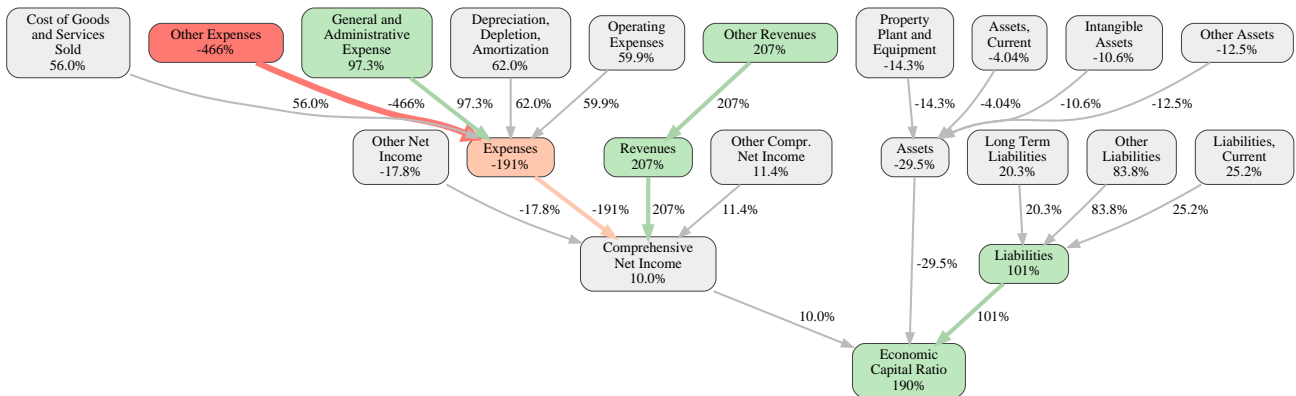 Cost of Goods
and Services
Sold
56.0%
Other Expenses
-466%
General and
Administrative
Expense
97.3%
Depreciation,
Depletion,
Amortization
62.0%
Operating
Expenses
59.9%
Other Revenues
207%
Property
Plant and
Equipment
-14.3%
Assets,
Current
-4.04%
Intangible
Assets
-10.6%
Other Assets
-12.5%
56.0%
-466%
97.3%
62.0%
59.9%
207%
-14.3%
-4.04%
-10.6%
-12.5%
Other Net
Income
-17.8%
Expenses
-191%
Revenues
207%
Other Compr.
Net Income
11.4%
Assets
-29.5%
Long Term
Liabilities
20.3%
Other
Liabilities
83.8%
Liabilities,
Current
25.2%
-17.8%
-191%
207%
11.4%
20.3%
83.8%
25.2%
Comprehensive
Net Income
10.0%
-29.5%
Liabilities
101%
10.0%
101%
Economic
Capital Ratio
190%